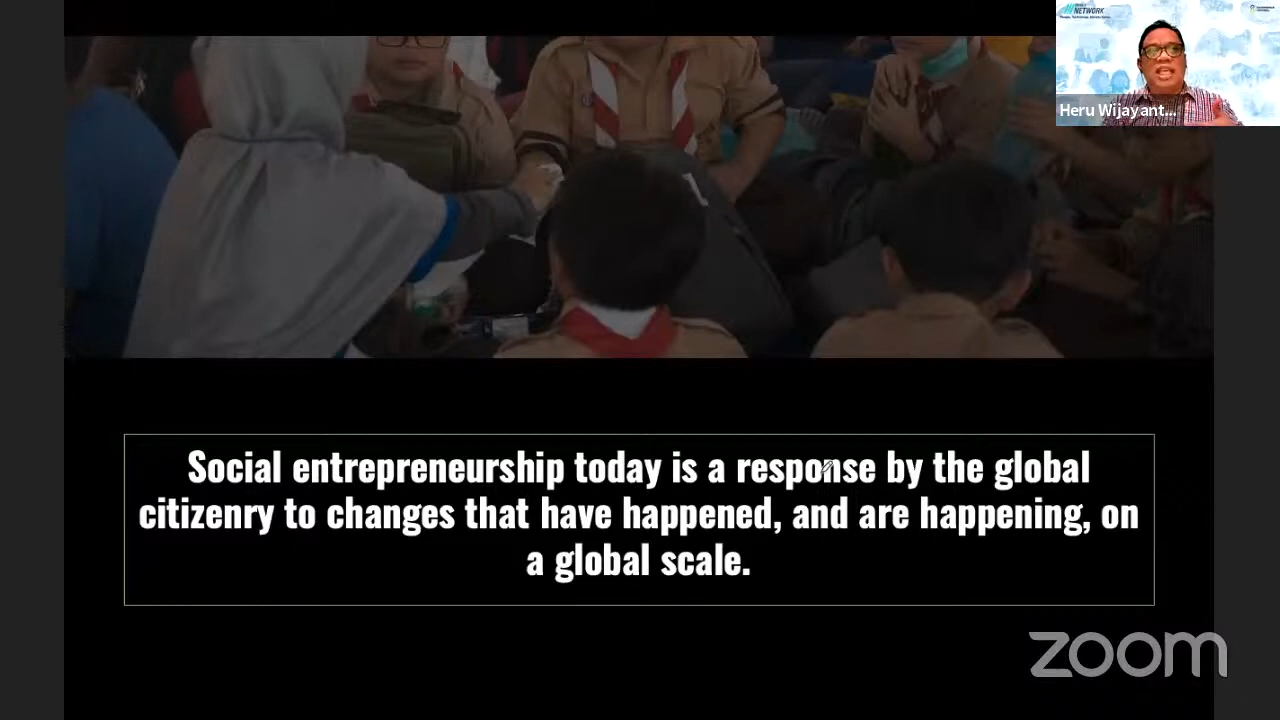 NETWORK
Heru Wijayant...
Social entrepreneurship today is a response by the global
citizenry to changes that have happened, and are happening, on
a global scale.
zoom